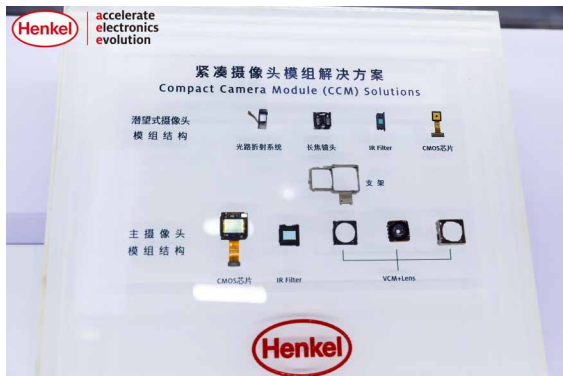 Henkel
accelerate
electronics
evolution
紧凑摄像头模组解决方案
Compact Camera Module (CCM) Solutions
潜望式摄像头
模组结构
光路折射系统
长焦镜头
IR Filter
CMOS芯片
支架
主摄像头
模组结构
CMOS芯片
IR Filter
VCM+Lens
Henkel